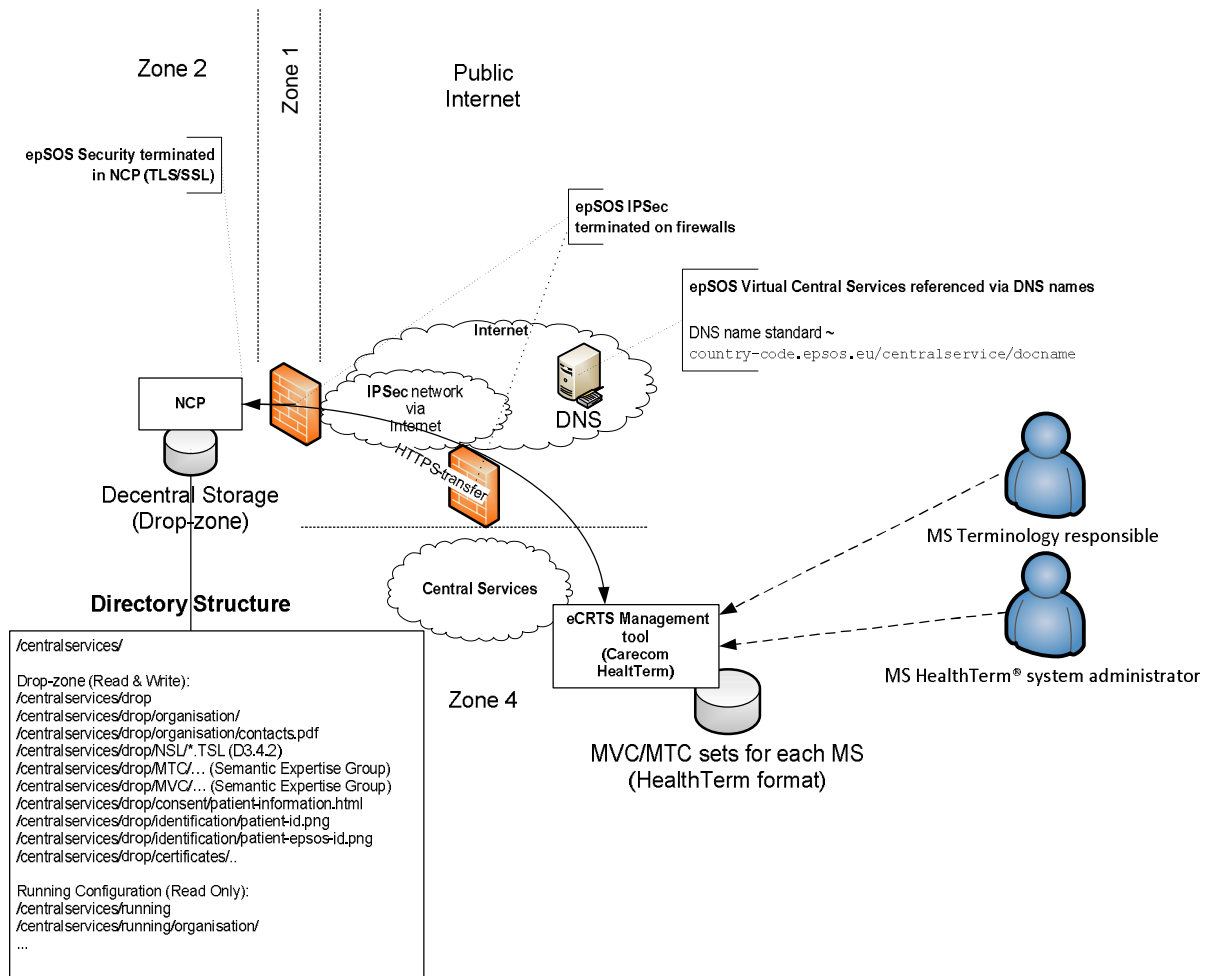 Zone 2
Zone 1
Public
Internet
epSOS Security terminated
in NCP (TLS/SSL)
epSOS IPSec
terminated on firewalls
epSOS Virtual Central Services referenced via DNS names
DNS name standard ~
country-code.epsos.eu/centralservice/docname
Internet
IPSec network
via
Internet
DNS
NCP
HTTPS-transfer
Decentral Storage
(Drop-zone)
MS Terminology responsible
Central Services
Directory Structure
eCRTS Management
tool
(Carecom
HealtTerm)
MS HealthTerm® system administrator
Zone 4
MVC/MTC sets for each MS
(HealthTerm format)
/centralservices/
Drop-zone (Read & Write):
/centralservices/drop
/centralservices/drop/organisation/
/centralservices/drop/organisation/contacts.pdf
/centralservices/drop/NSL/*.TSL (D3.4.2)
/centralservices/drop/MTC/... (Semantic Expertise Group)
/centralservices/drop/MVC/... (Semantic Expertise Group)
/centralservices/drop/consent/patient-information.html
/centralservices/drop/identification/patient-id.png
/centralservices/drop/identification/patient-epsos-id.png
/centralservices/drop/certificates/..
Running Configuration (Read Only):
/centralservices/running
/centralservices/running/organisation/
...